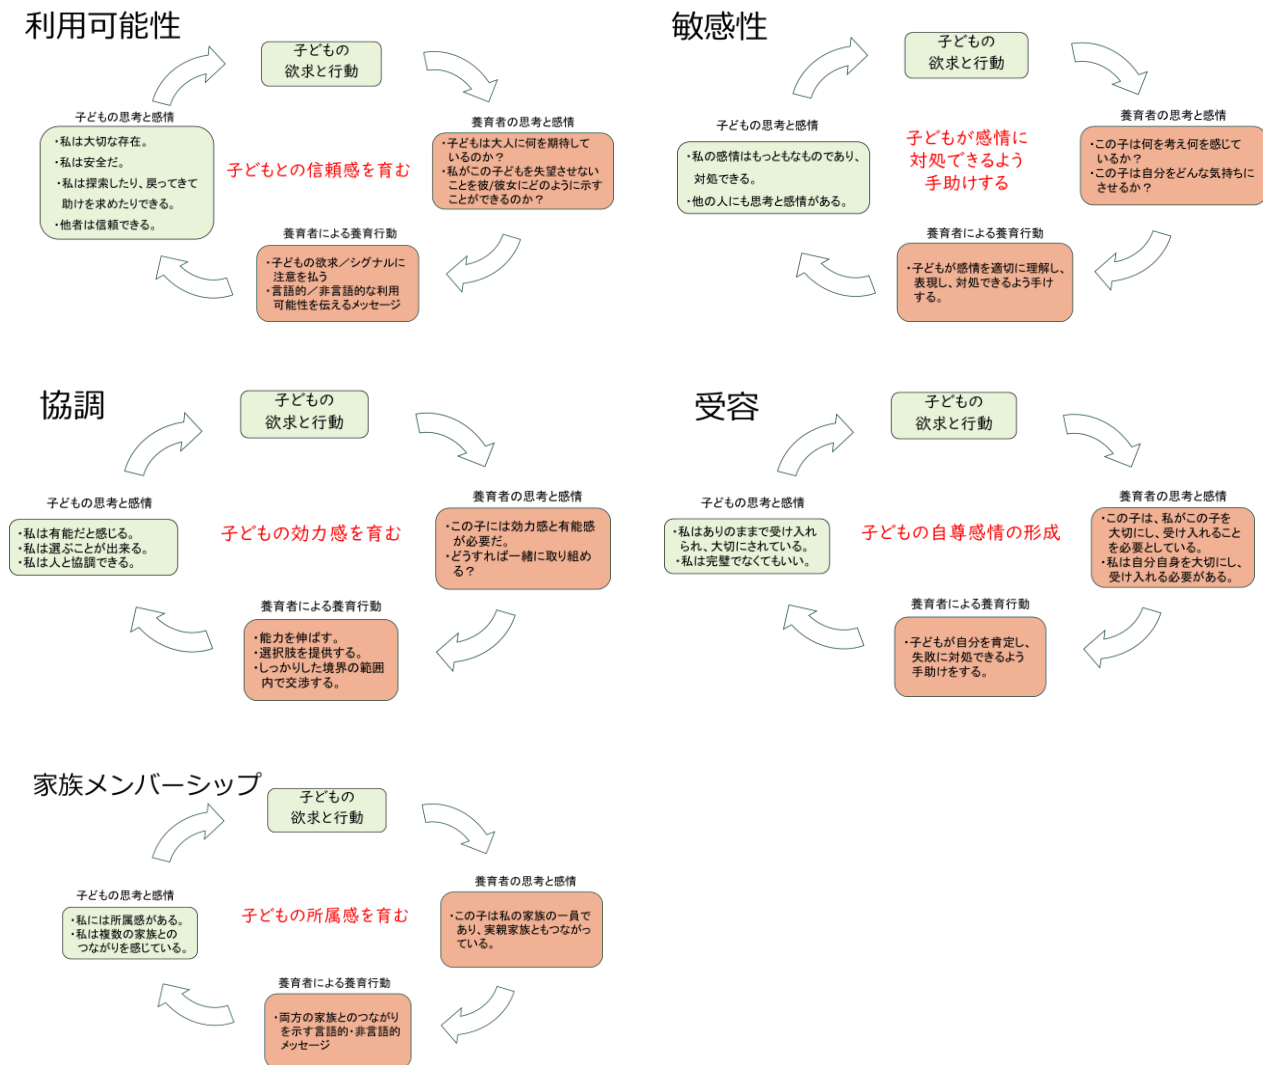 利用可能性
子どもの
欲求と行動
養育者の思考と感情
・子どもは大人に何を期待して
いるのか？
・私がこの子どもを失望させない
ことを彼/彼女にどのように示す
ことができるのか？
養育者による養育行動
・子どもの欲求／シグナルに
注意を払う
・言語的／非言語的な利用
可能性を伝えるメッセージ
子どもの思考と感情
・私は大切な存在。
・私は安全だ。
・私は探索したり、戻ってきて
助けを求めたりできる。
・他者は信頼できる。
子どもとの信頼感を育む
敏感性
子どもの
欲求と行動
養育者の思考と感情
・この子は何を考え何を感じて
いるか？
・この子は自分をどんな気持ちに
させるか？
養育者による養育行動
・子どもが感情を適切に理解し、
表現し、対処できるよう手け
する。
子どもの思考と感情
・私の感情はもっともなものであり、
対処できる。
・他の人にも思考と感情がある。
子どもが感情に
対処できるよう
手助けする
協調
子どもの
欲求と行動
養育者の思考と感情
・この子には効力感と有能感
が必要だ。
・どうすれば一緒に取り組め
る？
養育者による養育行動
・能力を伸ばす。
・選択肢を提供する。
・しっかりした境界の範囲
内で交渉する。
子どもの思考と感情
・私は有能だと感じる。
・私は選ぶことが出来る。
・私は人と協調できる。
子どもの効力感を育む
受容
子どもの
欲求と行動
養育者の思考と感情
・この子は、私がこの子を
大切にし、受け入れること
を必要としている。
・私は自分自身を大切にし、
受け入れる必要がある。
養育者による養育行動
・子どもが自分を肯定し、
失敗に対処できるよう
手助けをする。
子どもの思考と感情
・私はありのままで受け入れ
られ、大切にされている。
・私は完璧でなくてもいい。
子どもの自尊感情の形成
家族メンバーシップ
子どもの
欲求と行動
養育者の思考と感情
・この子は私の家族の一員で
あり、実親家族ともつながっ
ている。
養育者による養育行動
・両方の家族とのつながり
を示す言語的・非言語的
メッセージ
子どもの思考と感情
・私には所属感がある。
・私は複数の家族との
つながりを感じている。
子どもの所属感を育む